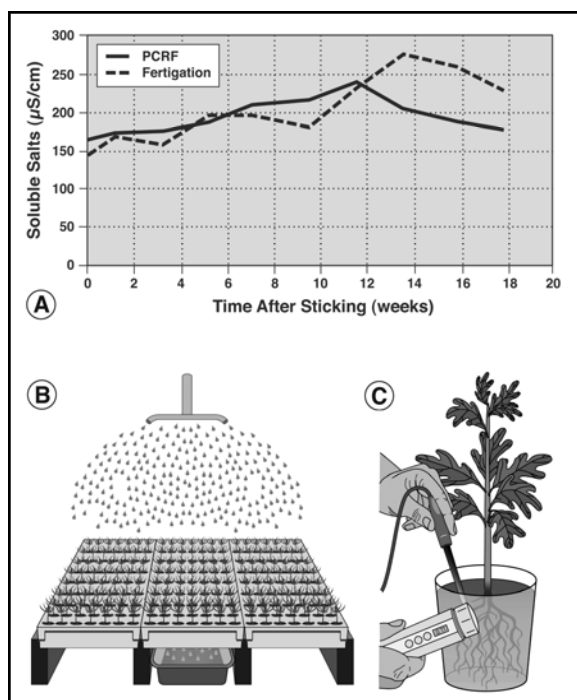 300
250
200
150
100
50
0
Soluble Salts (µS/cm)
PCRF
Fertigation
0 2 4 6 8 10 12 14 16 18 20
Time After Sticking (weeks)
A
B
C